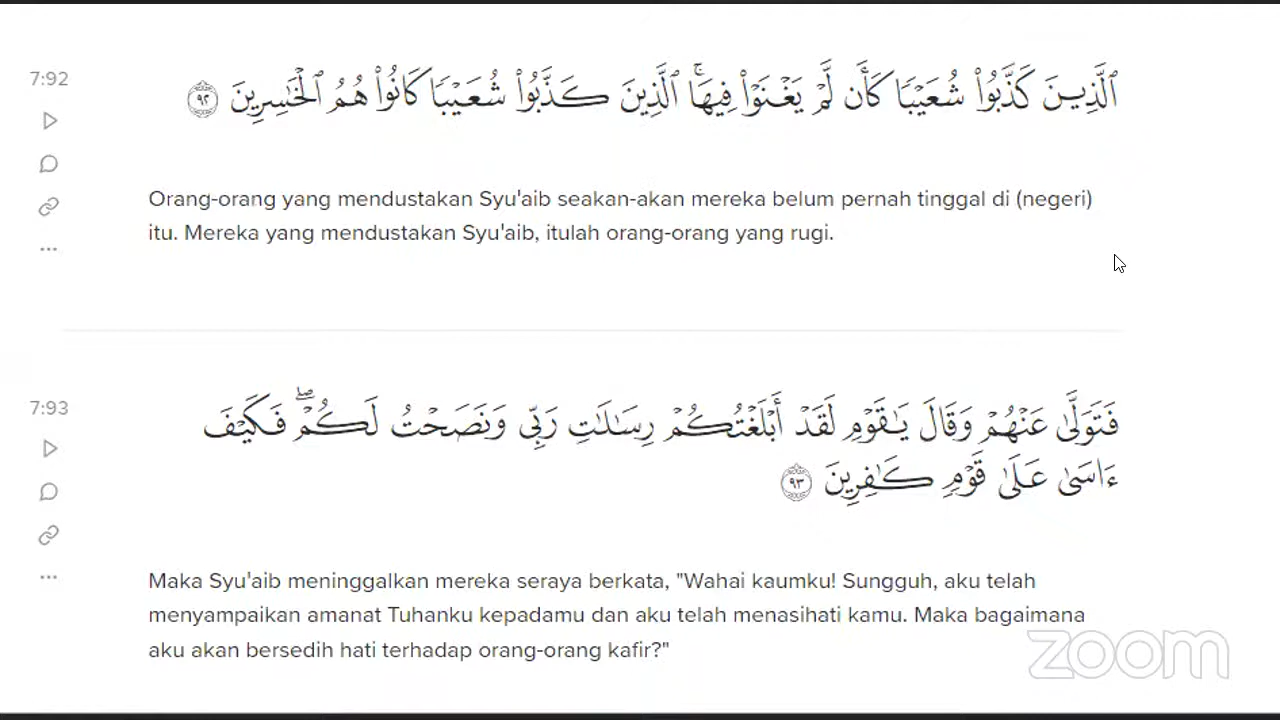 7:92
ٱلَّذِينَ كَذَّبُوا۟ شُعَيْبًا كَأَن لَّمْ يَغْنَوْا۟ فِيهَا ۚ ٱلَّذِينَ كَذَّبُوا۟ شُعَيْبًا كَانُوا۟ هُمُ ٱلْخَـٰسِرِينَ ٩٢
Orang-orang yang mendustakan Syu'aib seakan-akan mereka belum pernah tinggal di (negeri)
itu. Mereka yang mendustakan Syu'aib, itulah orang-orang yang rugi.
7:93
فَتَوَلَّىٰ عَنْهُمْ وَقَالَ يَـٰقَوْمِ لَقَدْ أَبْلَغْتُكُمْ رِسَـٰلَـٰتِ رَبِّى وَنَصَحْتُ لَكُمْ ۖ فَكَيْفَ
ءَاسَىٰ عَلَىٰ قَوْمٍ كَـٰفِرِينَ ٩٣
Maka Syu'aib meninggalkan mereka seraya berkata, "Wahai kaumku! Sungguh, aku telah
menyampaikan amanat Tuhanku kepadamu dan aku telah menasihati kamu. Maka bagaimana
aku akan bersedih hati terhadap orang-orang kafir?"
zoom